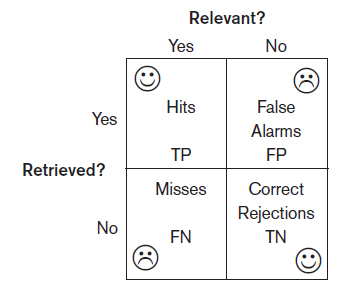 Relevant?
Yes No
Yes
Hits
False
Alarms
TP
FP
Retrieved?
No
Misses
Correct
Rejections
FN
TN